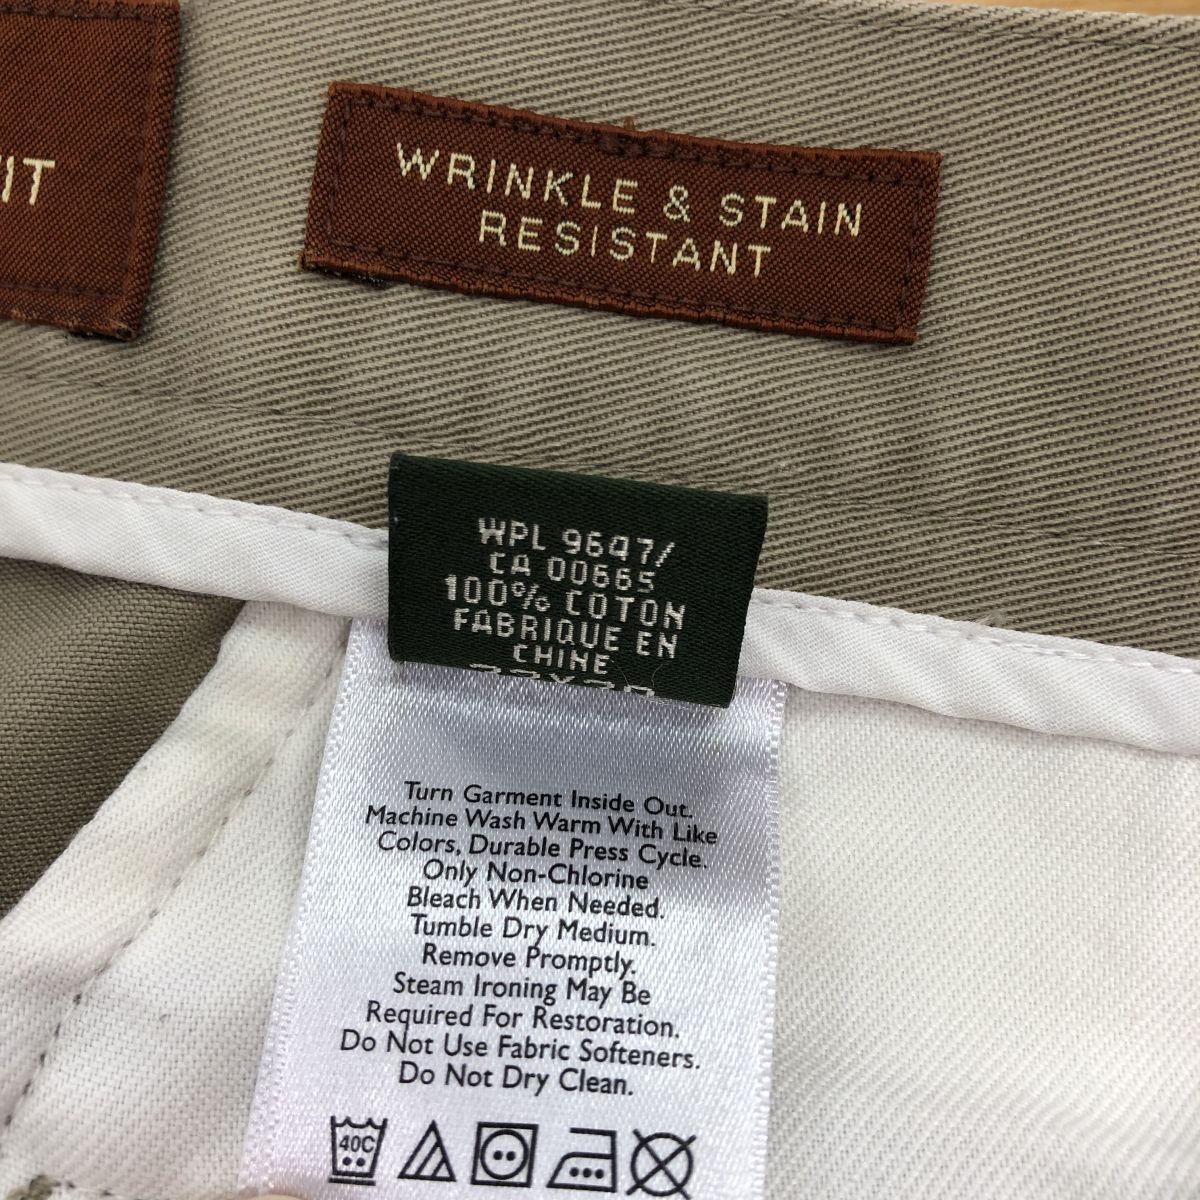 WRINKLE & STAIN
RESISTANT
WPL 9647/
CA 00665
100% COTON
FABRIQUE EN
CHINE
Turn Garment Inside Out.
Machine Wash Warm With Like
Colors, Durable Press Cycle.
Only Non-Chlorine
Bleach When Needed.
Tumble Dry Medium.
Remove Promptly.
Steam Ironing May Be
Required For Restoration.
Do Not Use Fabric Softeners.
Do Not Dry Clean.
40C